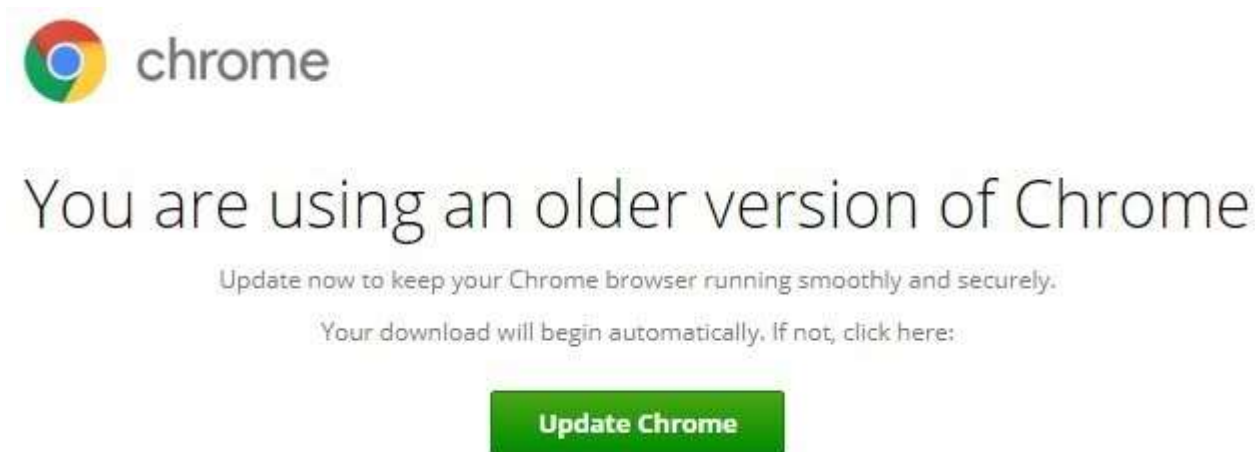 chrome
You are using an older version of Chrome
Update now to keep your Chrome browser running smoothly and securely.
Your download will begin automatically. If not, click here:
Update Chrome